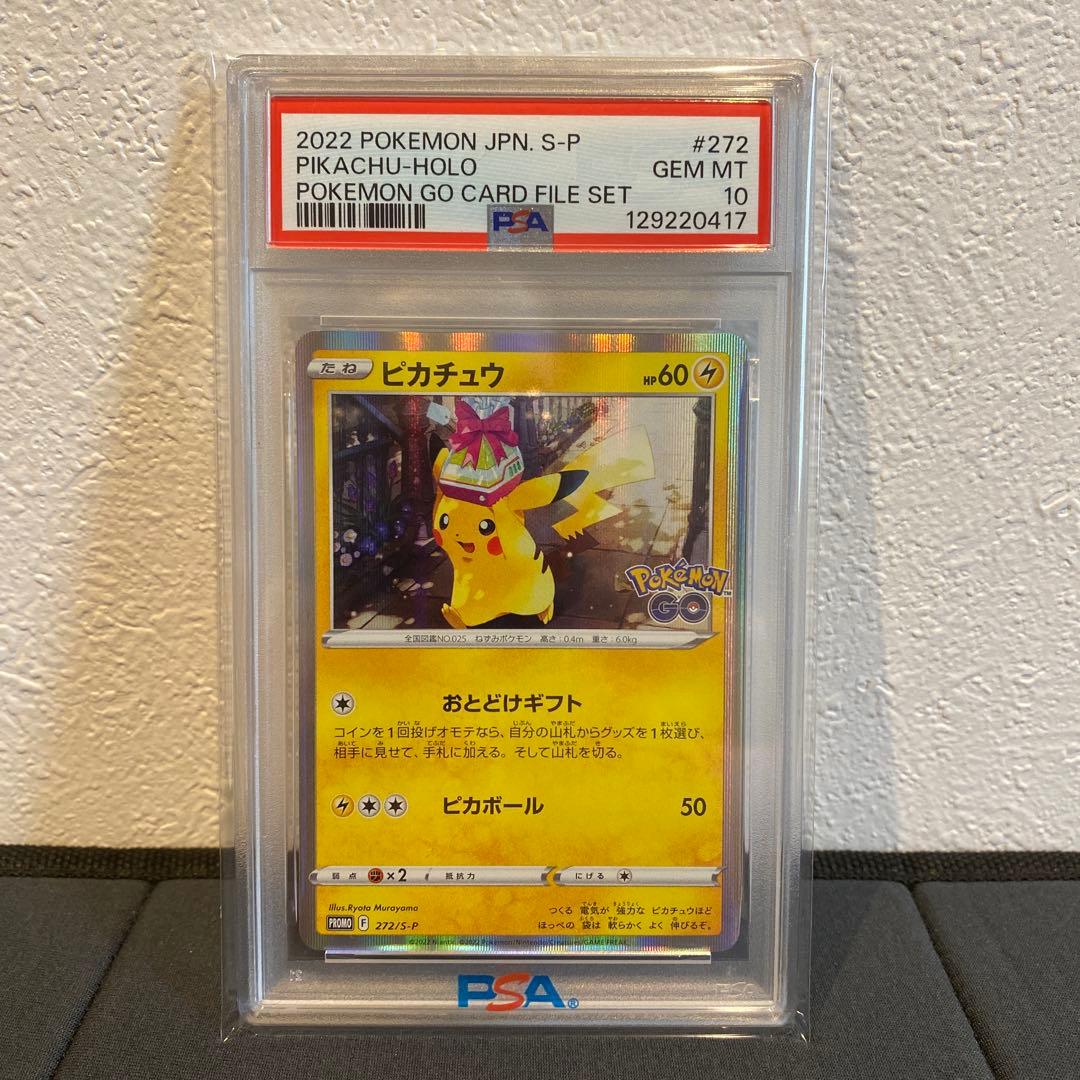 2022 POKEMON JPN. S-P #272
PIKACHU-HOLO GEM MT
POKEMON GO CARD FILE SET 10
PSA 129220417
たね ピカチュウ HP60
POKéMON
GO
全国図鑑NO.025 ねずみポケモン 高さ:0.4m 重さ:6.0kg
おとどけギフト
コインを1回投げオモテなら、自分の山札からグッズを1枚選び、
相手に見せて、手札に加える。そして山札を切る。
ピカボール 50
弱点 ×2 抵抗力 にげる
Illus.Ryota Murayama
つくる 電気が 強力な ピカチュウほど
PROMO F 272/S-P ほっぺの 袋は 軟らかく よく 伸びるぞ。
©2022 Niantic ©2022 Pokémon/Nintendo/Creatures/GAME FREAK
PSA®